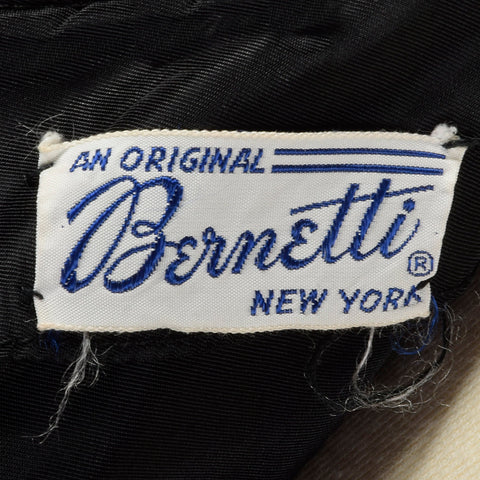 AN ORIGINAL
Bernetti ®
NEW YORK